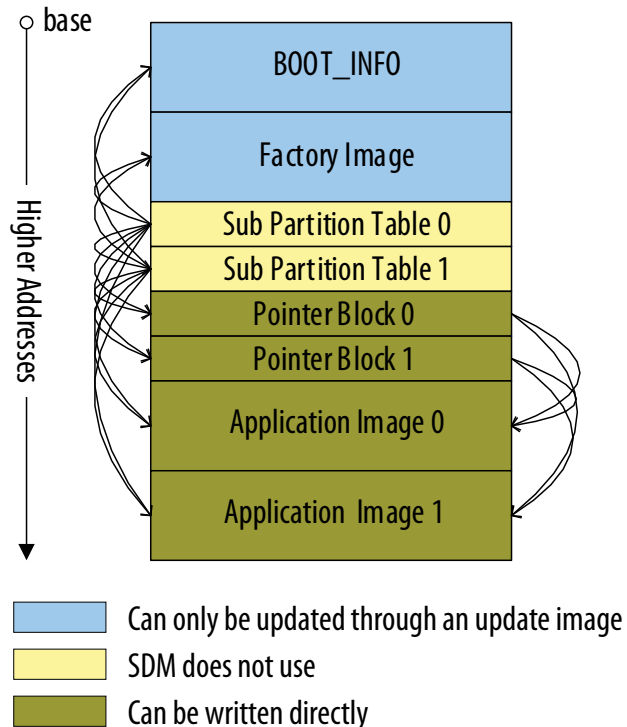 base
BOOT_INFO
Factory Image
Sub Partition Table 0
Sub Partition Table 1
Pointer Block 0
Pointer Block 1
Application Image 0
Application Image 1
Higher Addresses
Can only be updated through an update image
SDM does not use
Can be written directly